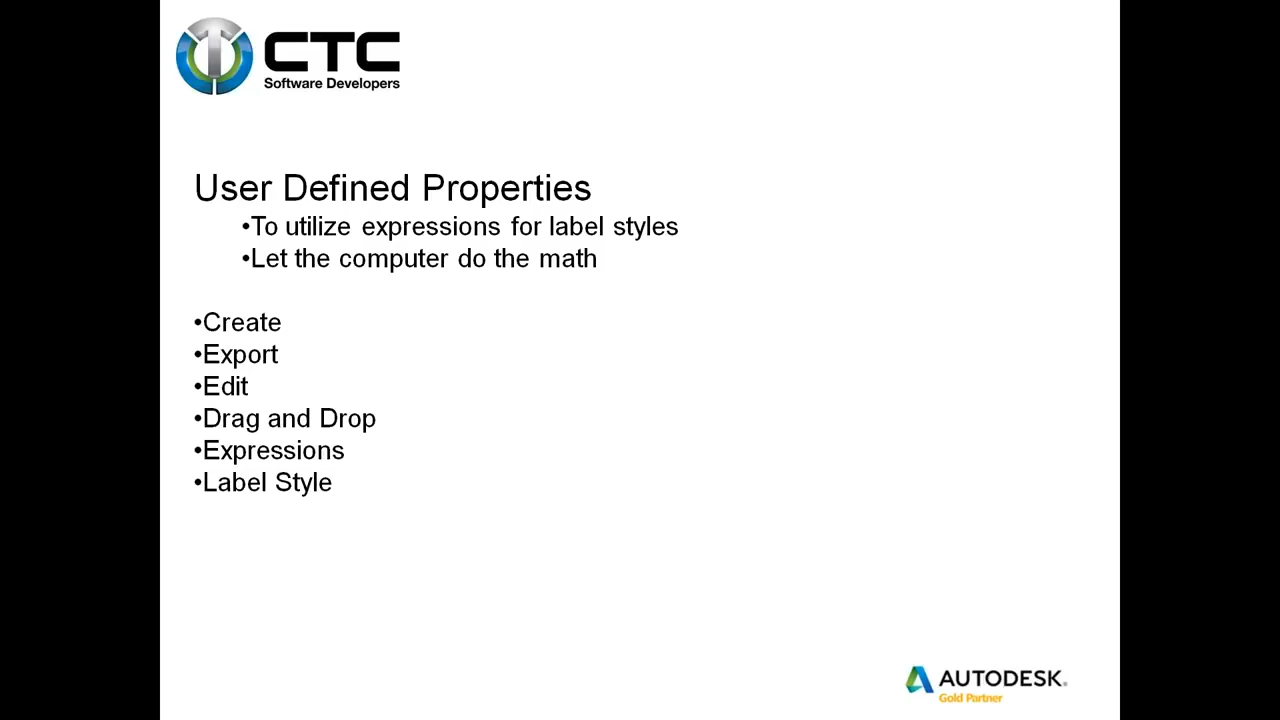 CTC
Software Developers
User Defined Properties
•To utilize expressions for label styles
•Let the computer do the math
•Create
•Export
•Edit
•Drag and Drop
•Expressions
•Label Style
AUTODESK®
Gold Partner